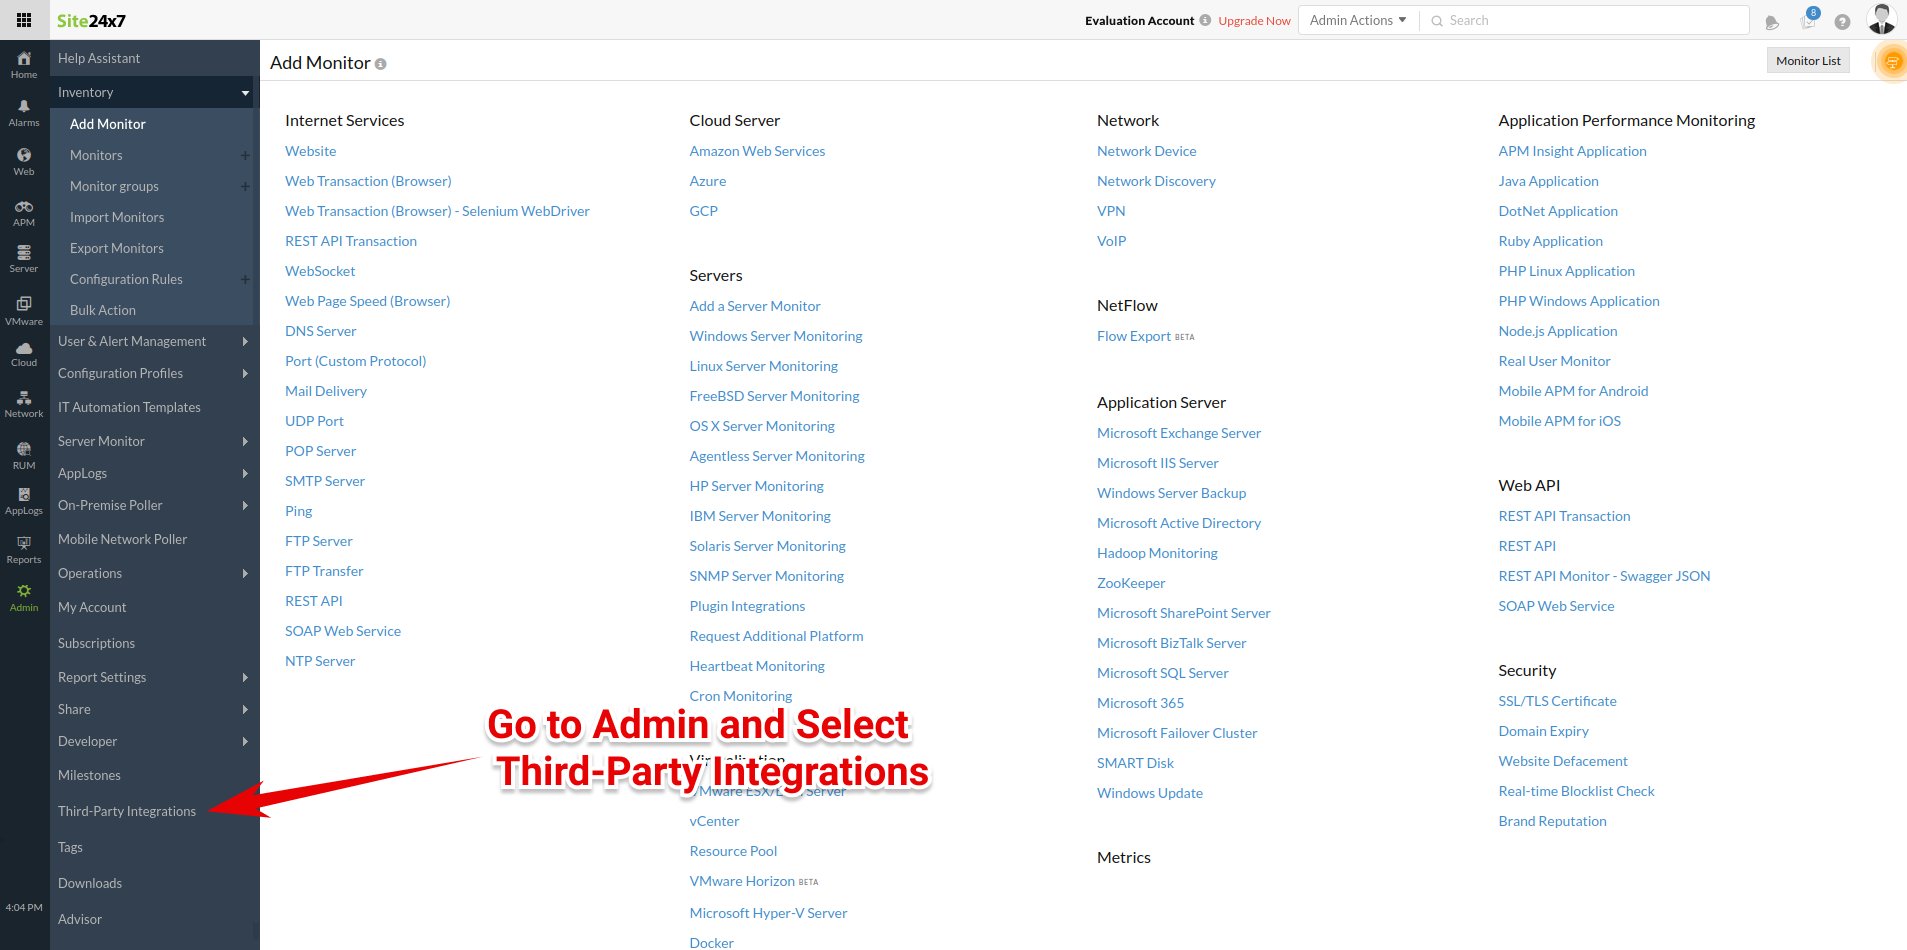 Site24x7
Evaluation Account Upgrade Now
Admin Actions
Search
8
Home
Alarms
Web
APM
Server
VMware
Cloud
Network
RUM
AppLogs
Reports
Admin
4:04 PM
Help Assistant
Inventory
Add Monitor
Monitors
Monitor groups
Import Monitors
Export Monitors
Configuration Rules
Bulk Action
User & Alert Management
Configuration Profiles
IT Automation Templates
Server Monitor
AppLogs
On-Premise Poller
Mobile Network Poller
Operations
My Account
Subscriptions
Report Settings
Share
Developer
Milestones
Third-Party Integrations
Tags
Downloads
Advisor
Add Monitor
Monitor List
Internet Services
Website
Web Transaction (Browser)
Web Transaction (Browser) - Selenium WebDriver
REST API Transaction
WebSocket
Web Page Speed (Browser)
DNS Server
Port (Custom Protocol)
Mail Delivery
UDP Port
POP Server
SMTP Server
Ping
FTP Server
FTP Transfer
REST API
SOAP Web Service
NTP Server
Cloud Server
Amazon Web Services
Azure
GCP
Servers
Add a Server Monitor
Windows Server Monitoring
Linux Server Monitoring
FreeBSD Server Monitoring
OS X Server Monitoring
Agentless Server Monitoring
HP Server Monitoring
IBM Server Monitoring
Solaris Server Monitoring
SNMP Server Monitoring
Plugin Integrations
Request Additional Platform
Heartbeat Monitoring
Cron Monitoring
Go to Admin and Select
Third-Party Integrations
Virtualization
VMware Server
vCenter
Resource Pool
VMware Horizon BETA
Microsoft Hyper-V Server
Docker
Network
Network Device
Network Discovery
VPN
VoIP
NetFlow
Flow Export BETA
Application Server
Microsoft Exchange Server
Microsoft IIS Server
Windows Server Backup
Microsoft Active Directory
Hadoop Monitoring
ZooKeeper
Microsoft SharePoint Server
Microsoft BizTalk Server
Microsoft SQL Server
Microsoft 365
Microsoft Failover Cluster
SMART Disk
Windows Update
Metrics
Application Performance Monitoring
APM Insight Application
Java Application
DotNet Application
Ruby Application
PHP Linux Application
PHP Windows Application
Node.js Application
Real User Monitor
Mobile APM for Android
Mobile APM for iOS
Web API
REST API Transaction
REST API
REST API Monitor - Swagger JSON
SOAP Web Service
Security
SSL/TLS Certificate
Domain Expiry
Website Defacement
Real-time Blocklist Check
Brand Reputation